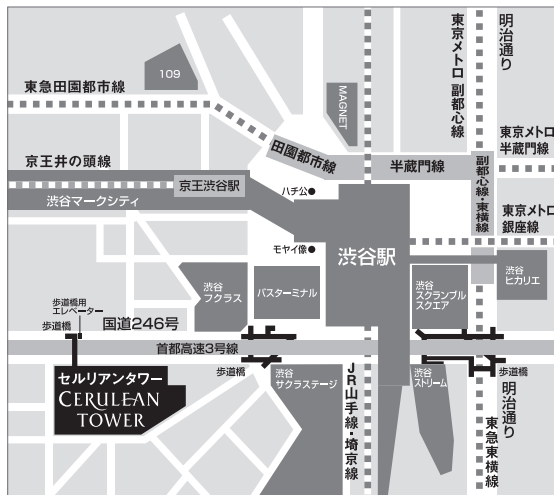 109
東急田園都市線
MAGNET
東京メトロ 副都心線
明治通り
東京メトロ
半蔵門線
田園都市線
半蔵門線
副都心線・東横線
京王井の頭線
京王渋谷駅
渋谷マークシティ
ハチ公
モヤイ像
渋谷駅
東京メトロ
銀座線
渋谷
ヒカリエ
渋谷
フクラス
バスターミナル
渋谷
スクランブル
スクエア
歩道橋用
エレベーター
歩道橋
国道246号
首都高速3号線
歩道橋
渋谷
サクラステージ
渋谷
ストリーム
歩道橋
セルリアンタワー
CERULEAN
TOWER
JR山手線・埼京線
東急東横線
明治通り